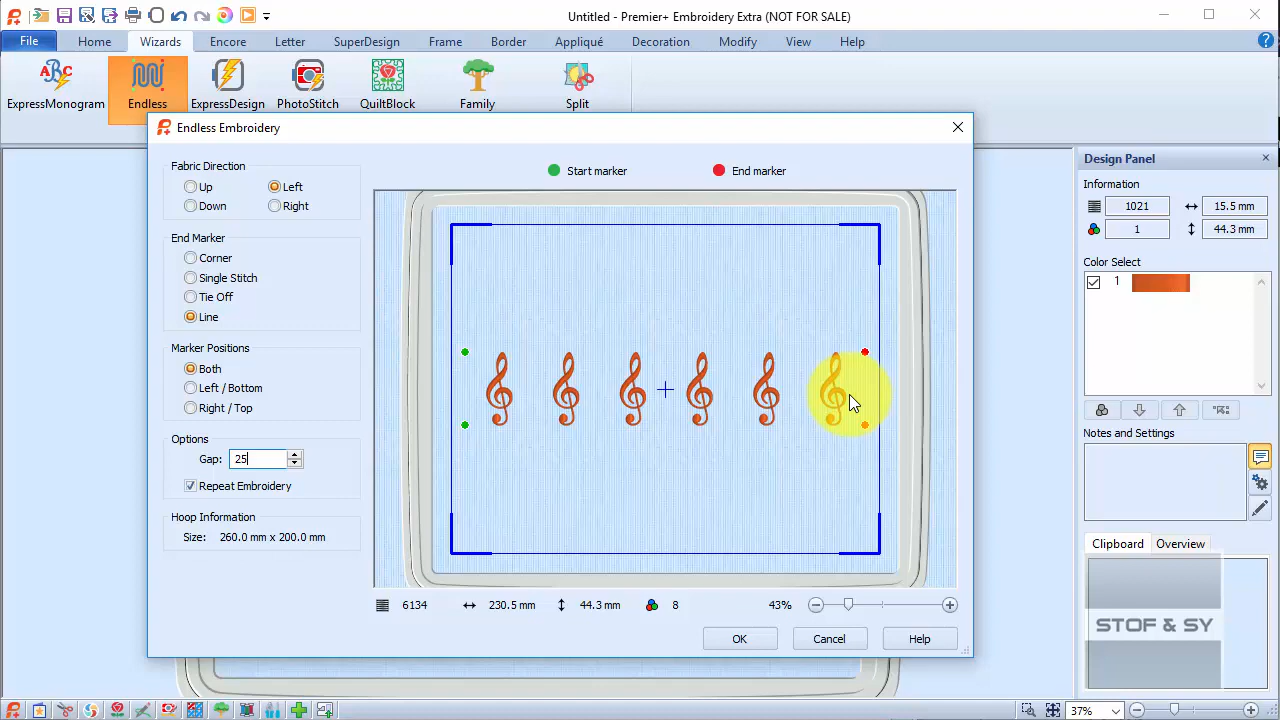 Untitled - Premier+ Embroidery Extra (NOT FOR SALE)
File Home Wizards Encore Letter SuperDesign Frame Border Appliqué Decoration Modify View Help
ExpressMonogram Endless ExpressDesign PhotoStitch QuiltBlock Family Split
Endless Embroidery
Fabric Direction
Up Left
Down Right
End Marker
Corner
Single Stitch
Tie Off
Line
Marker Positions
Both
Left / Bottom
Right / Top
Options
Gap: 25
Repeat Embroidery
Hoop Information
Size: 260.0 mm x 200.0 mm
Start marker End marker
6134 230.5 mm 44.3 mm 8 43%
OK Cancel Help
Design Panel
Information
1021 15.5 mm
1 44.3 mm
Color Select
1
Notes and Settings
Clipboard Overview
STOF & SY
37%